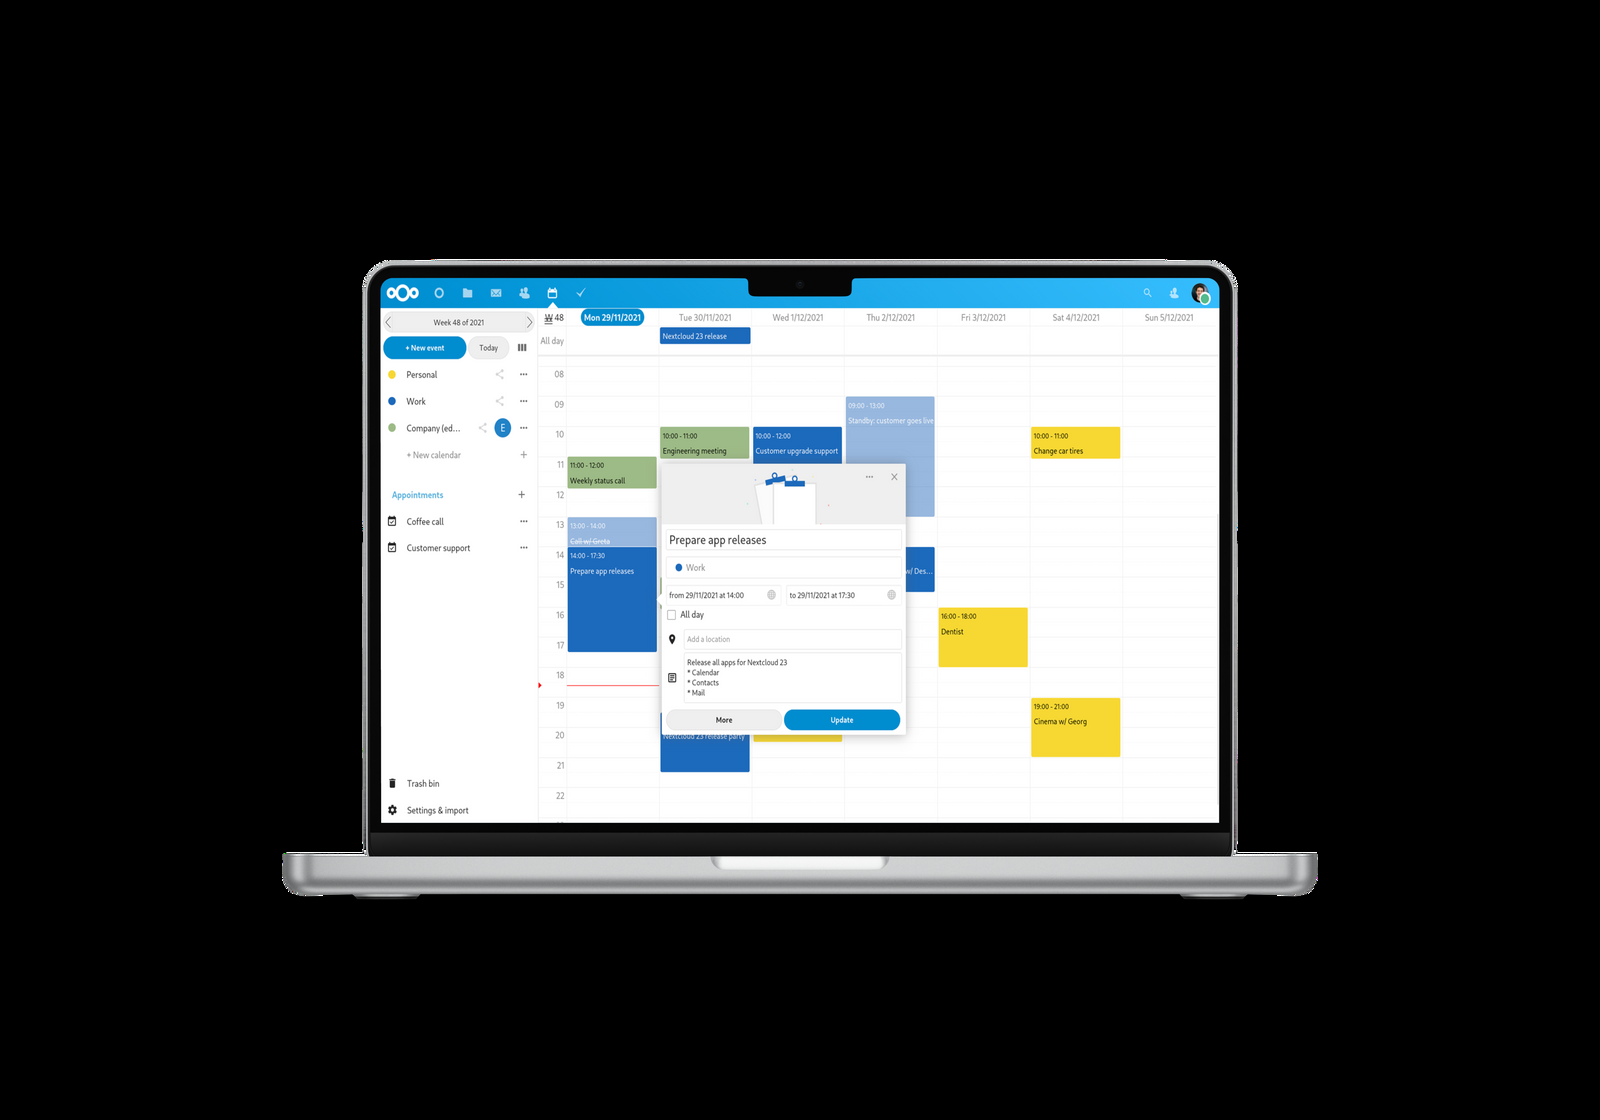 Week 48 of 2021
+ New event
Today
Personal
Work
Company (ed...
E
+ New calendar
Appointments
Coffee call
Customer support
Trash bin
Settings & import
W 48
Mon 29/11/2021
Tue 30/11/2021
Wed 1/12/2021
Thu 2/12/2021
Fri 3/12/2021
Sat 4/12/2021
Sun 5/12/2021
All day
Nextcloud 23 release
08
09
10
11
12
13
14
15
16
17
18
19
20
21
22
11:00 - 12:00
Weekly status call
13:00 - 14:00
Call w/ Greta
14:00 - 17:30
Prepare app releases
10:00 - 11:00
Engineering meeting
Nextcloud 23 release party
10:00 - 12:00
Customer upgrade support
09:00 - 13:00
Standby: customer goes live
w/ Des...
16:00 - 18:00
Dentist
10:00 - 11:00
Change car tires
19:00 - 21:00
Cinema w/ Georg
Prepare app releases
Work
from 29/11/2021 at 14:00
to 29/11/2021 at 17:30
All day
Add a location
Release all apps for Nextcloud 23
* Calendar
* Contacts
* Mail
More
Update